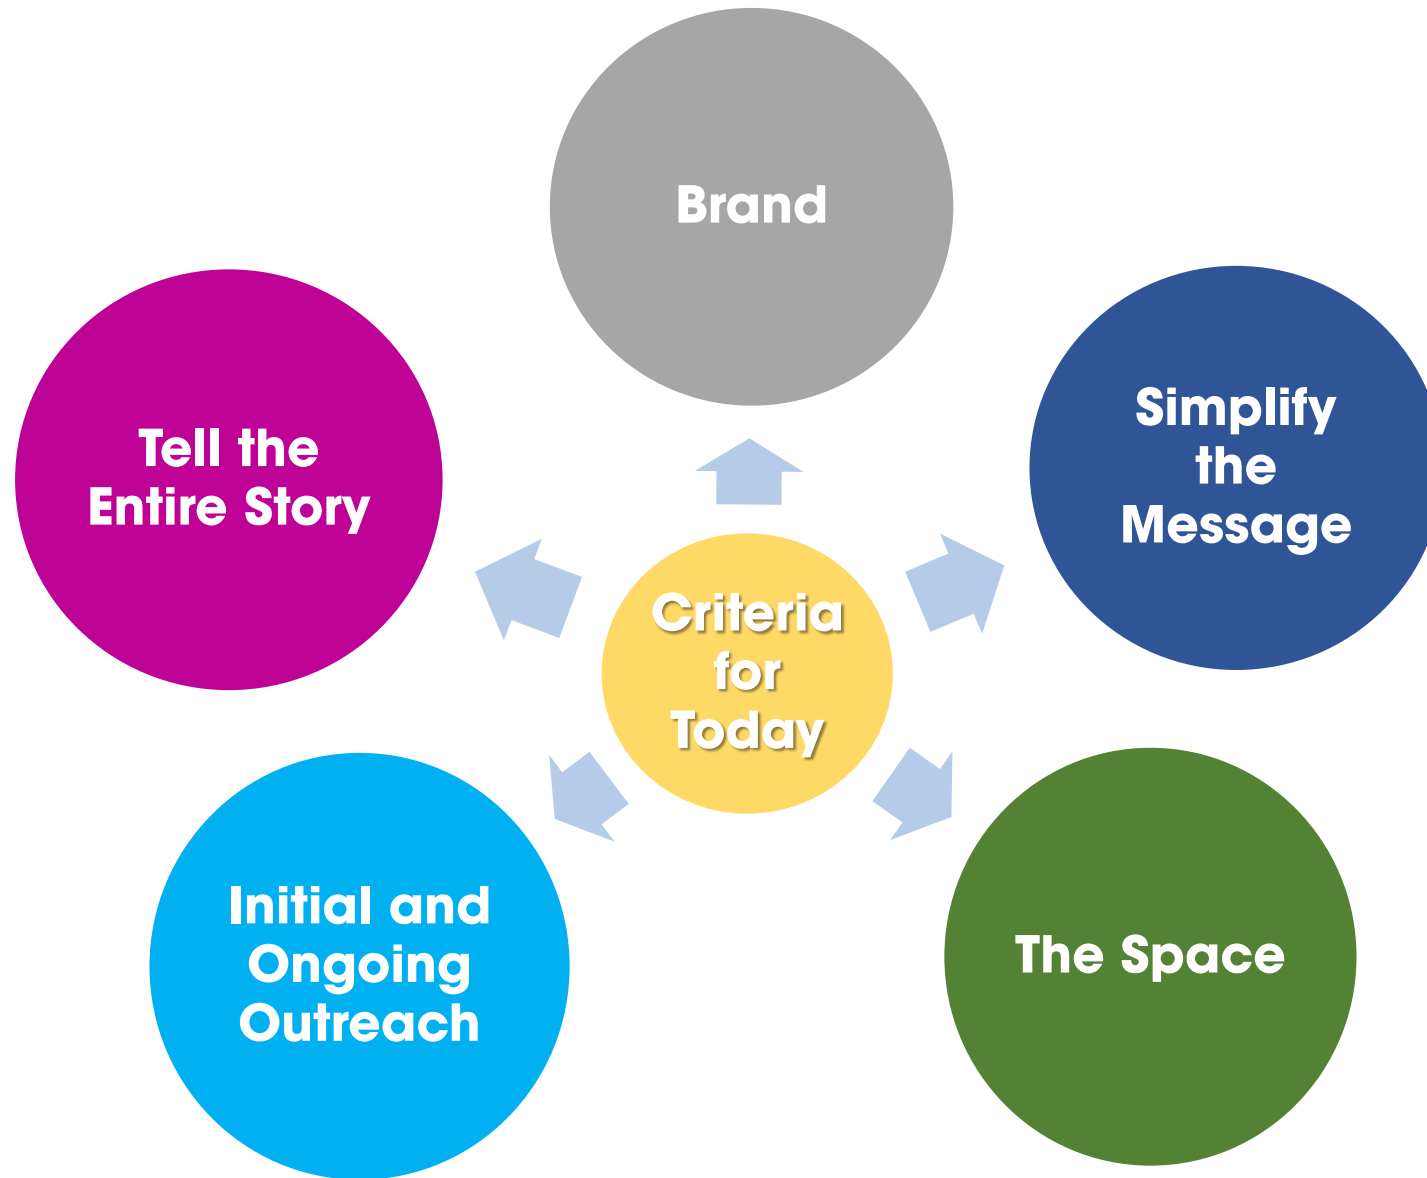 Brand
Simplify
the
Message
Tell the
Entire Story
Criteria
for
Today
Initial and
Ongoing
Outreach
The Space